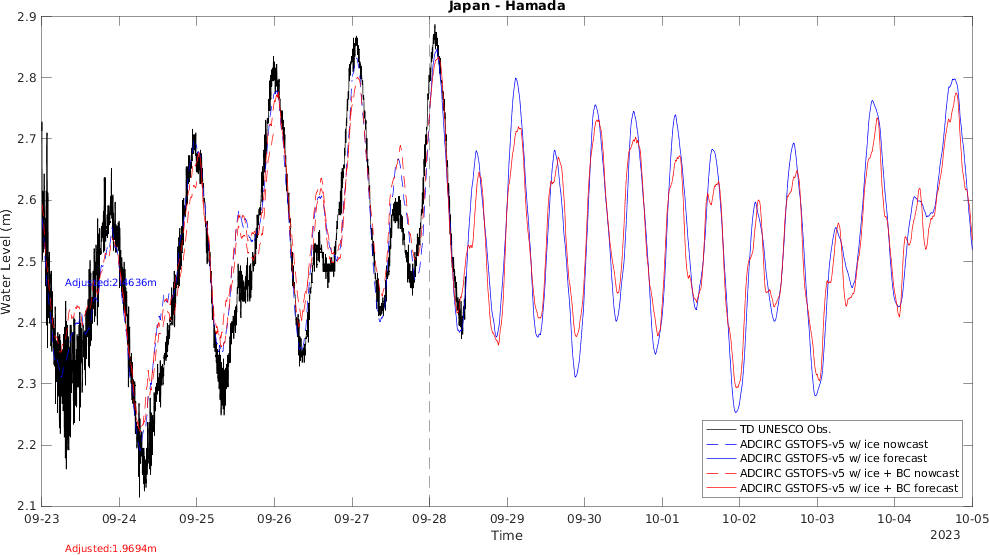 Japan - Hamada
2.9
2.8
2.7
2.6
2.5
2.4
2.3
2.2
2.1
Water Level (m)
Adjusted:2.4636m
TD UNESCO Obs.
ADCIRC GSTOFS-v5 w/ ice nowcast
ADCIRC GSTOFS-v5 w/ ice forecast
ADCIRC GSTOFS-v5 w/ ice + BC nowcast
ADCIRC GSTOFS-v5 w/ ice + BC forecast
09-23 09-24 09-25 09-26 09-27 09-28 09-29 09-30 10-01 10-02 10-03 10-04 10-05
Time
2023
Adjusted:1.9694m